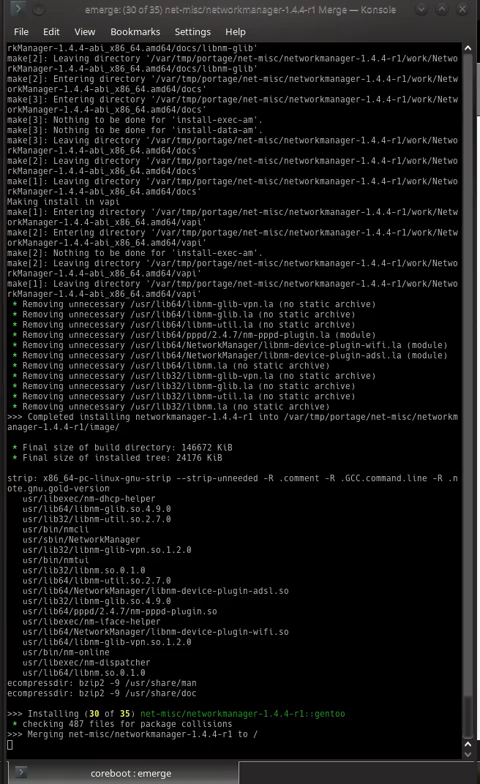 emerge: (30 of 35) net-misc/networkmanager-1.4.4-r1 Merge — Konsole
File Edit View Bookmarks Settings Help
rkManager-1.4.4-abi_x86_64.amd64/docs/libnm-glib'
make[2]: Leaving directory '/var/tmp/portage/net-misc/networkmanager-1.4.4-r1/work/Netwo
rkManager-1.4.4-abi_x86_64.amd64/docs/libnm-glib'
make[2]: Entering directory '/var/tmp/portage/net-misc/networkmanager-1.4.4-r1/work/Netw
orkManager-1.4.4-abi_x86_64.amd64/docs'
make[3]: Entering directory '/var/tmp/portage/net-misc/networkmanager-1.4.4-r1/work/Netw
orkManager-1.4.4-abi_x86_64.amd64/docs'
make[3]: Nothing to be done for 'install-exec-am'.
make[3]: Nothing to be done for 'install-data-am'.
make[3]: Leaving directory '/var/tmp/portage/net-misc/networkmanager-1.4.4-r1/work/Netwo
rkManager-1.4.4-abi_x86_64.amd64/docs'
make[2]: Leaving directory '/var/tmp/portage/net-misc/networkmanager-1.4.4-r1/work/Netwo
rkManager-1.4.4-abi_x86_64.amd64/docs'
make[1]: Leaving directory '/var/tmp/portage/net-misc/networkmanager-1.4.4-r1/work/Netwo
rkManager-1.4.4-abi_x86_64.amd64/docs'
Making install in vapi
make[1]: Entering directory '/var/tmp/portage/net-misc/networkmanager-1.4.4-r1/work/Netw
orkManager-1.4.4-abi_x86_64.amd64/vapi'
make[2]: Entering directory '/var/tmp/portage/net-misc/networkmanager-1.4.4-r1/work/Netw
orkManager-1.4.4-abi_x86_64.amd64/vapi'
make[2]: Nothing to be done for 'install-exec-am'.
make[2]: Leaving directory '/var/tmp/portage/net-misc/networkmanager-1.4.4-r1/work/Netwo
rkManager-1.4.4-abi_x86_64.amd64/vapi'
make[1]: Leaving directory '/var/tmp/portage/net-misc/networkmanager-1.4.4-r1/work/Netwo
rkManager-1.4.4-abi_x86_64.amd64/vapi'
* Removing unnecessary /usr/lib64/libnm-glib-vpn.la (no static archive)
* Removing unnecessary /usr/lib64/libnm-glib.la (no static archive)
* Removing unnecessary /usr/lib64/libnm-util.la (no static archive)
* Removing unnecessary /usr/lib64/pppd/2.4.7/nm-pppd-plugin.la (module)
* Removing unnecessary /usr/lib64/NetworkManager/libnm-device-plugin-wifi.la (module)
* Removing unnecessary /usr/lib64/NetworkManager/libnm-device-plugin-adsl.la (module)
* Removing unnecessary /usr/lib64/libnm.la (no static archive)
* Removing unnecessary /usr/lib32/libnm-glib-vpn.la (no static archive)
* Removing unnecessary /usr/lib32/libnm-glib.la (no static archive)
* Removing unnecessary /usr/lib32/libnm-util.la (no static archive)
* Removing unnecessary /usr/lib32/libnm.la (no static archive)
>>> Completed installing networkmanager-1.4.4-r1 into /var/tmp/portage/net-misc/networkm
anager-1.4.4-r1/image/
* Final size of build directory: 146672 KiB
* Final size of installed tree: 24176 KiB
strip: x86_64-pc-linux-gnu-strip --strip-unneeded -R .comment -R .GCC.command.line -R .n
ote.gnu.gold-version
usr/libexec/nm-dhcp-helper
usr/lib64/libnm-glib.so.4.9.0
usr/lib32/libnm-util.so.2.7.0
usr/bin/nmcli
usr/sbin/NetworkManager
usr/lib32/libnm-glib-vpn.so.1.2.0
usr/bin/nmtui
usr/lib32/libnm.so.0.1.0
usr/lib64/libnm-util.so.2.7.0
usr/lib64/NetworkManager/libnm-device-plugin-adsl.so
usr/lib32/libnm-glib.so.4.9.0
usr/lib64/pppd/2.4.7/nm-pppd-plugin.so
usr/libexec/nm-iface-helper
usr/lib64/NetworkManager/libnm-device-plugin-wifi.so
usr/lib64/libnm-glib-vpn.so.1.2.0
usr/bin/nm-online
usr/libexec/nm-dispatcher
usr/lib64/libnm.so.0.1.0
ecompressdir: bzip2 -9 /usr/share/man
ecompressdir: bzip2 -9 /usr/share/doc
>>> Installing (30 of 35) net-misc/networkmanager-1.4.4-r1::gentoo
* checking 487 files for package collisions
>>> Merging net-misc/networkmanager-1.4.4-r1 to /
coreboot : emerge